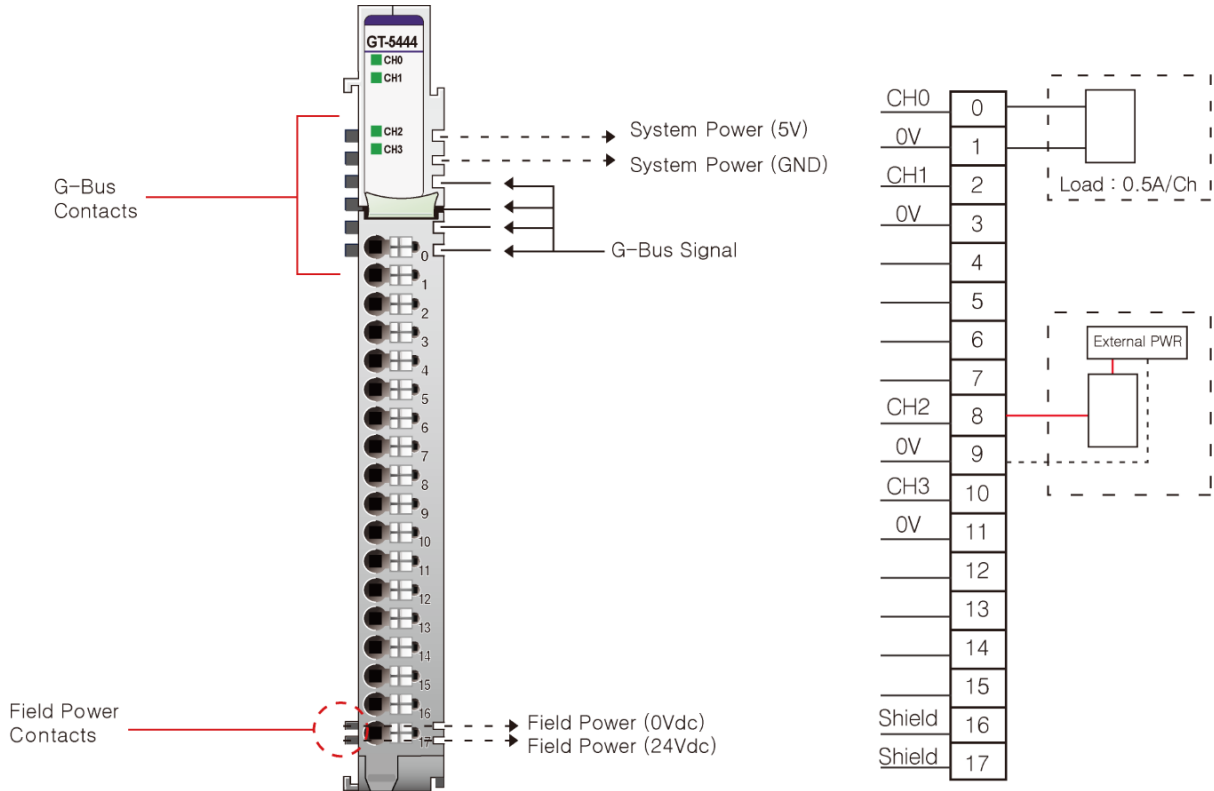 GT-5444
CH0
CH1
CH2
CH3
System Power (5V)
System Power (GND)
G-Bus
Contacts
G-Bus Signal
0
1
2
3
4
5
6
7
8
9
10
11
12
13
14
15
16
17
Field Power
Contacts
Field Power (0Vdc)
Field Power (24Vdc)
CH0 0
0V 1
CH1 2
0V 3
4
5
6
7
CH2 8
0V 9
CH3 10
0V 11
12
13
14
15
Shield 16
Shield 17
Load : 0.5A/Ch
External PWR